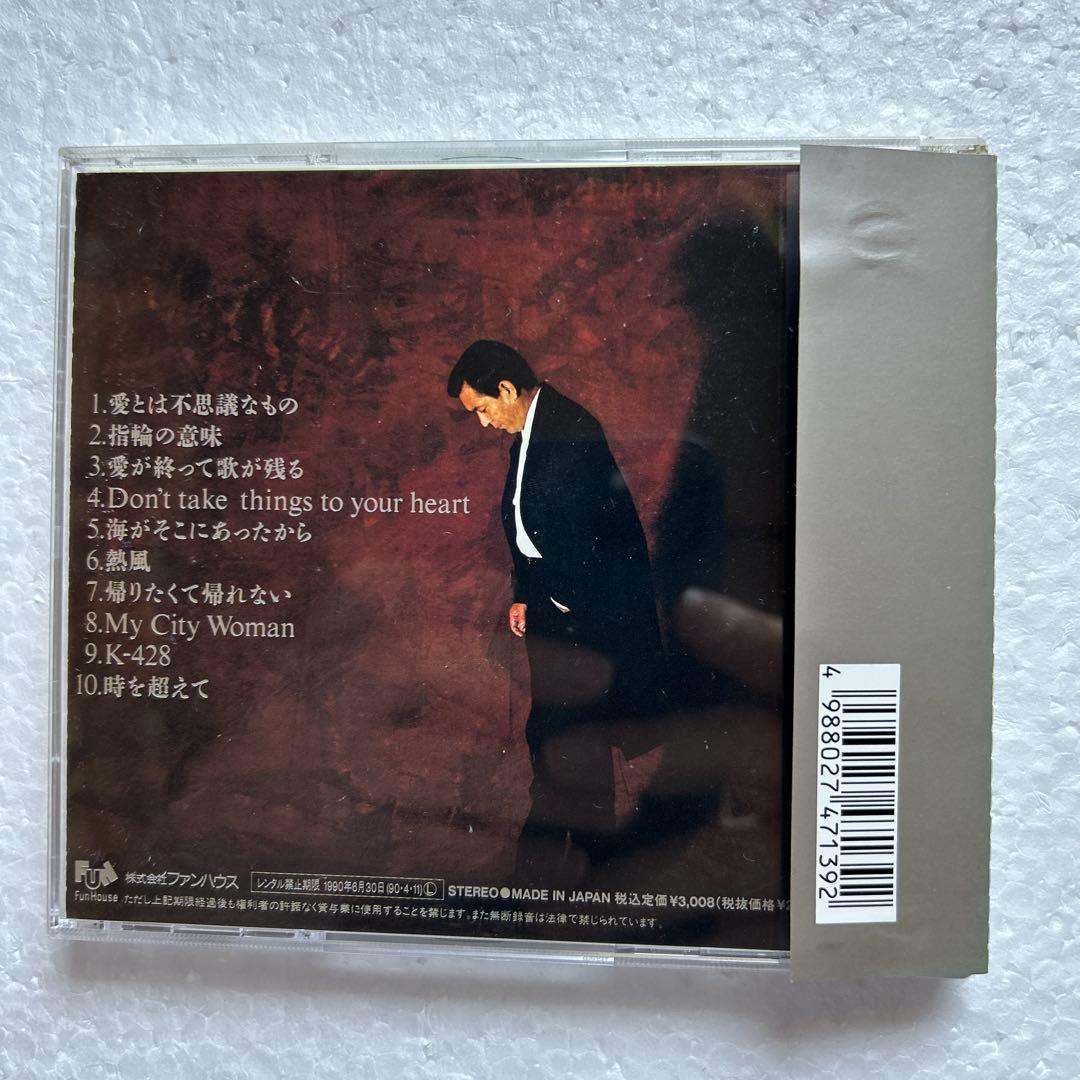 1.愛とは不思議なもの
2.指輪の意味
3.愛が終って歌が残る
4.Don't take things to your heart
5.海がそこにあったから
6.熱風
7.帰りたくて帰れない
8.My City Woman
9.K-428
10.時を超えて
FUN
Fun House
株式会社ファンハウス
レンタル禁止期限 1990年6月30日(90・4・11)Ⓛ
STEREO●MADE IN JAPAN 税込定価¥3,008(税抜価格¥2
ただし上記期限経過後も権利者の許諾なく賃与業に使用することを禁じます。また無断録音は法律で禁じられています。
4 988027 471392